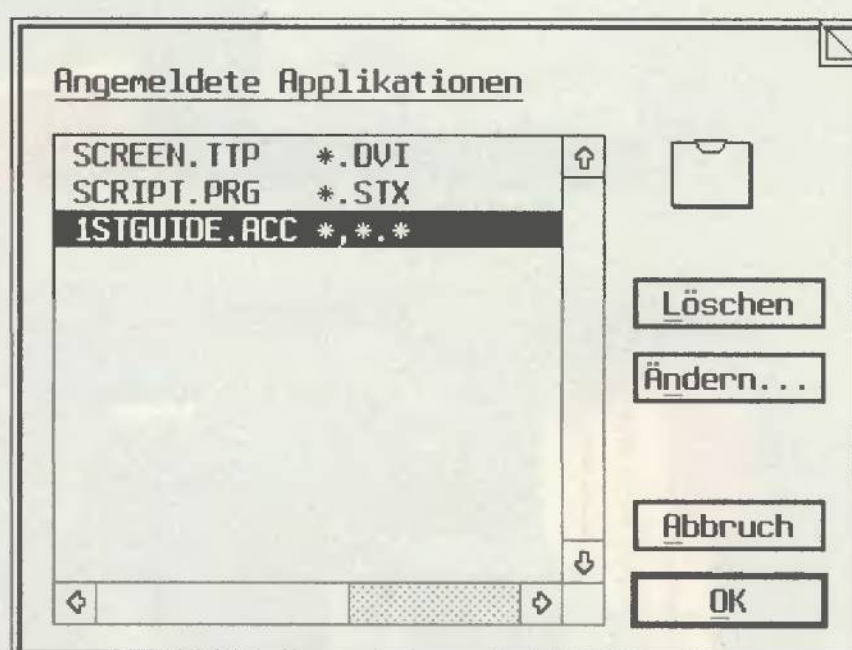 Angemeldete Applikationen
SCREEN.TTP *.DVI
SCRIPT.PRG *.STX
1STGUIDE.ACC *,*.*
Löschen
Ändern...
Abbruch
OK